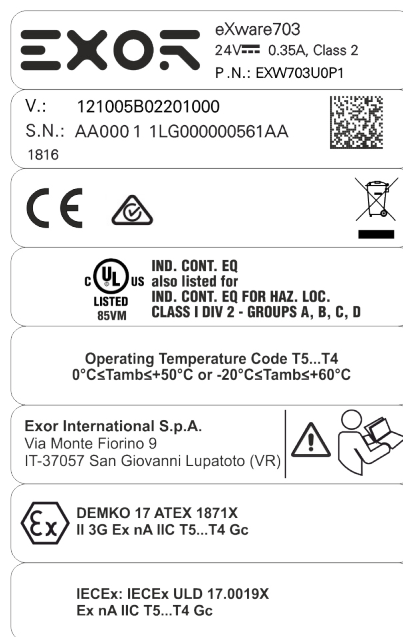 EXOR
eXware703
24V⎓ 0.35A, Class 2
P.N.: EXW703U0P1
V.: 121005B02201000
S.N.: AA000 1 1LG000000561AA
1816
CE
C UL US
LISTED
85VM
IND. CONT. EQ
also listed for
IND. CONT. EQ FOR HAZ. LOC.
CLASS I DIV 2 - GROUPS A, B, C, D
Operating Temperature Code T5...T4
0°C≤Tamb≤+50°C or -20°C≤Tamb≤+60°C
Exor International S.p.A.
Via Monte Fiorino 9
IT-37057 San Giovanni Lupatoto (VR)
Ex
DEMKO 17 ATEX 1871X
II 3G Ex nA IIC T5...T4 Gc
IECEx: IECEx ULD 17.0019X
Ex nA IIC T5...T4 Gc